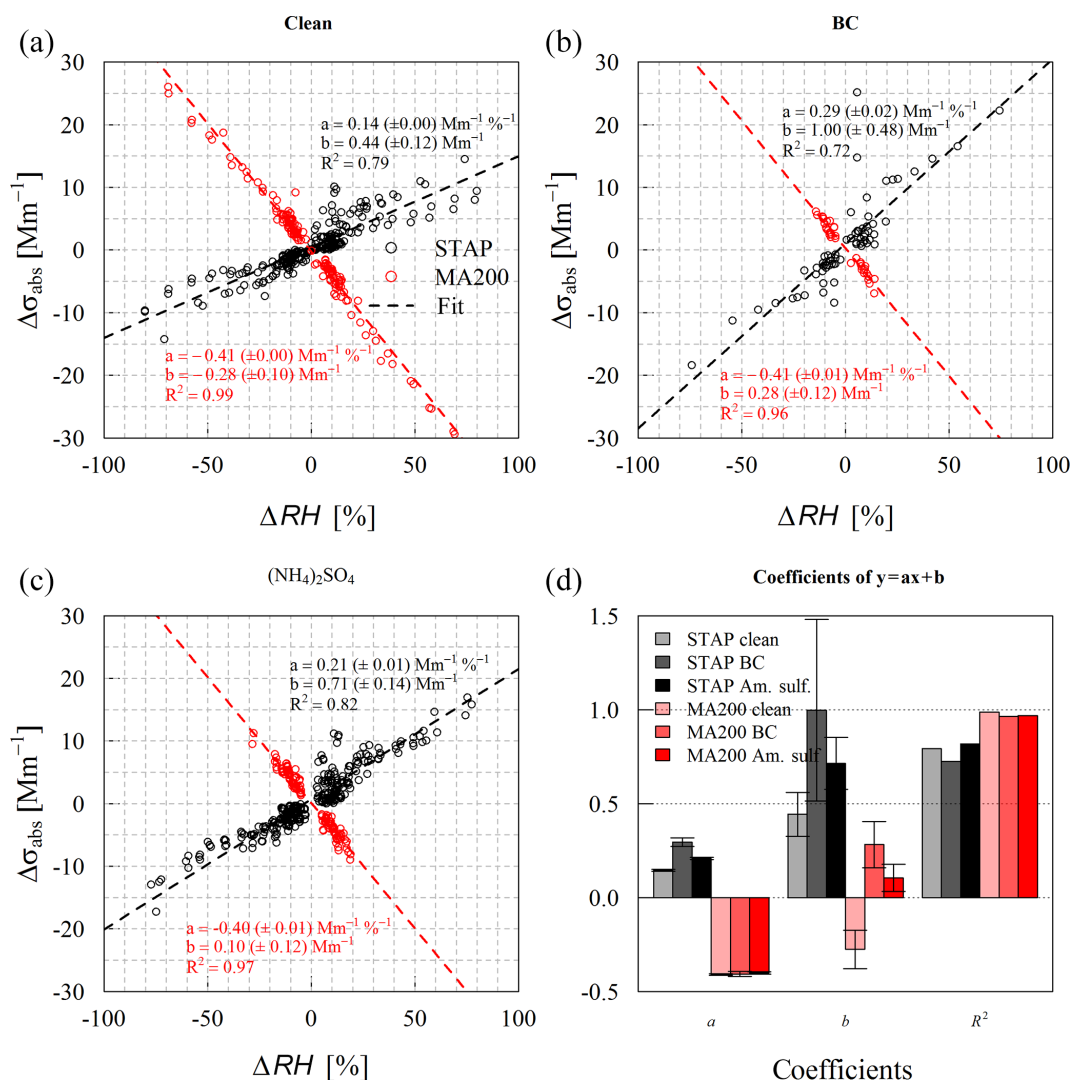 (a)
Clean
30
20
10
0
-10
-20
-30
Δσabs [Mm⁻¹]
a = 0.14 (±0.00) Mm⁻¹ %⁻¹
b = 0.44 (±0.12) Mm⁻¹
R² = 0.79
STAP
MA200
Fit
a = −0.41 (±0.00) Mm⁻¹ %⁻¹
b = −0.28 (±0.10) Mm⁻¹
R² = 0.99
-100 -50 0 50 100
ΔRH [%]
(b)
BC
30
20
10
0
-10
-20
-30
Δσabs [Mm⁻¹]
a = 0.29 (±0.02) Mm⁻¹ %⁻¹
b = 1.00 (± 0.48) Mm⁻¹
R² = 0.72
a = −0.41 (±0.01) Mm⁻¹ %⁻¹
b = 0.28 (±0.12) Mm⁻¹
R² = 0.96
-100 -50 0 50 100
ΔRH [%]
(c)
(NH4)2SO4
30
20
10
0
-10
-20
-30
Δσabs [Mm⁻¹]
a = 0.21 (± 0.01) Mm⁻¹ %⁻¹
b = 0.71 (± 0.14) Mm⁻¹
R² = 0.82
a = -0.40 (± 0.01) Mm⁻¹ %⁻¹
b = 0.10 (± 0.12) Mm⁻¹
R² = 0.97
-100 -50 0 50 100
ΔRH [%]
(d)
Coefficients of y=ax+b
1.5
1.0
0.5
0.0
-0.5
STAP clean
STAP BC
STAP Am. sulf.
MA200 clean
MA200 BC
MA200 Am. sulf
a b R²
Coefficients